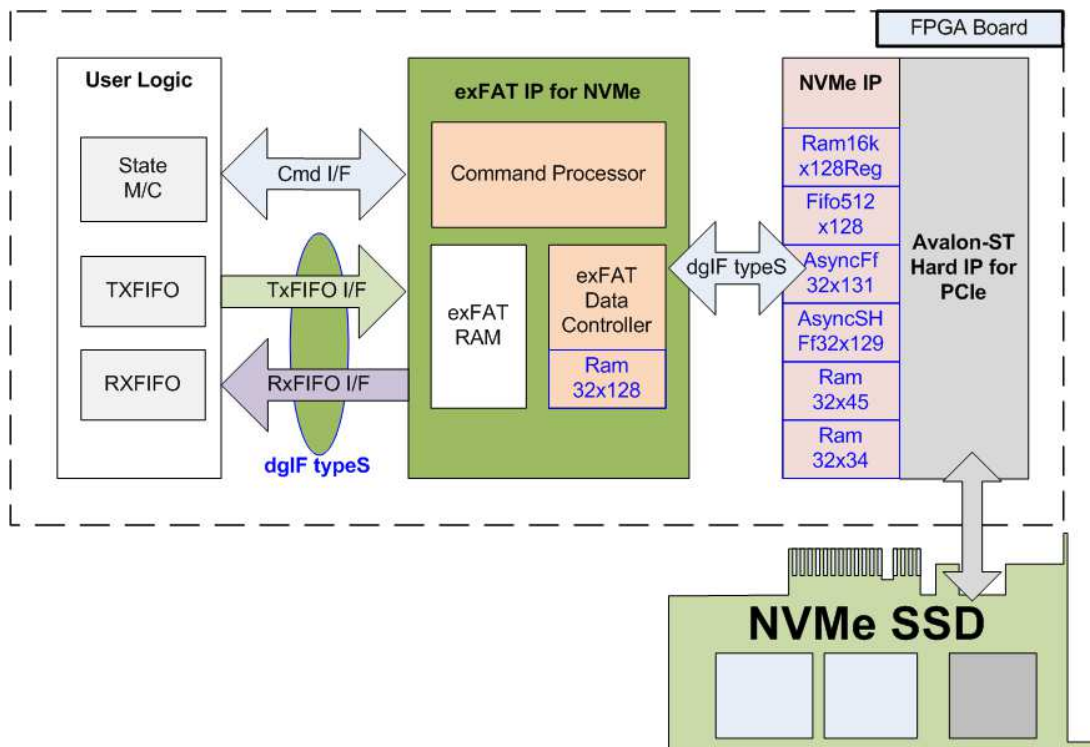 FPGA Board
User Logic
State
M/C
TXFIFO
RXFIFO
Cmd I/F
TxFIFO I/F
RxFIFO I/F
dgIF typeS
exFAT IP for NVMe
Command Processor
exFAT
RAM
exFAT
Data
Controller
Ram
32x128
dgIF typeS
NVMe IP
Ram16k
x128Reg
Fifo512
x128
AsyncFf
32x131
AsyncSH
Ff32x129
Ram
32x45
Ram
32x34
Avalon-ST
Hard IP for
PCIe
NVMe SSD